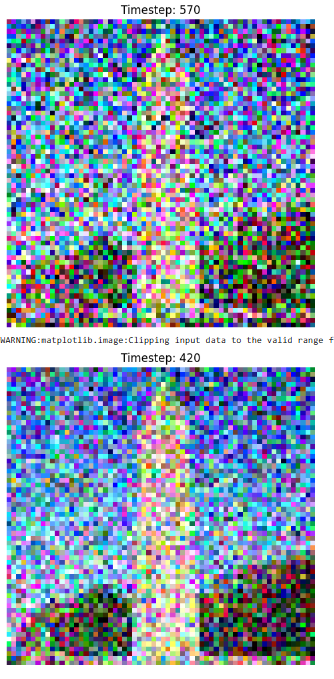 Timestep: 570
WARNING:matplotlib.image:Clipping input data to the valid range f
Timestep: 420